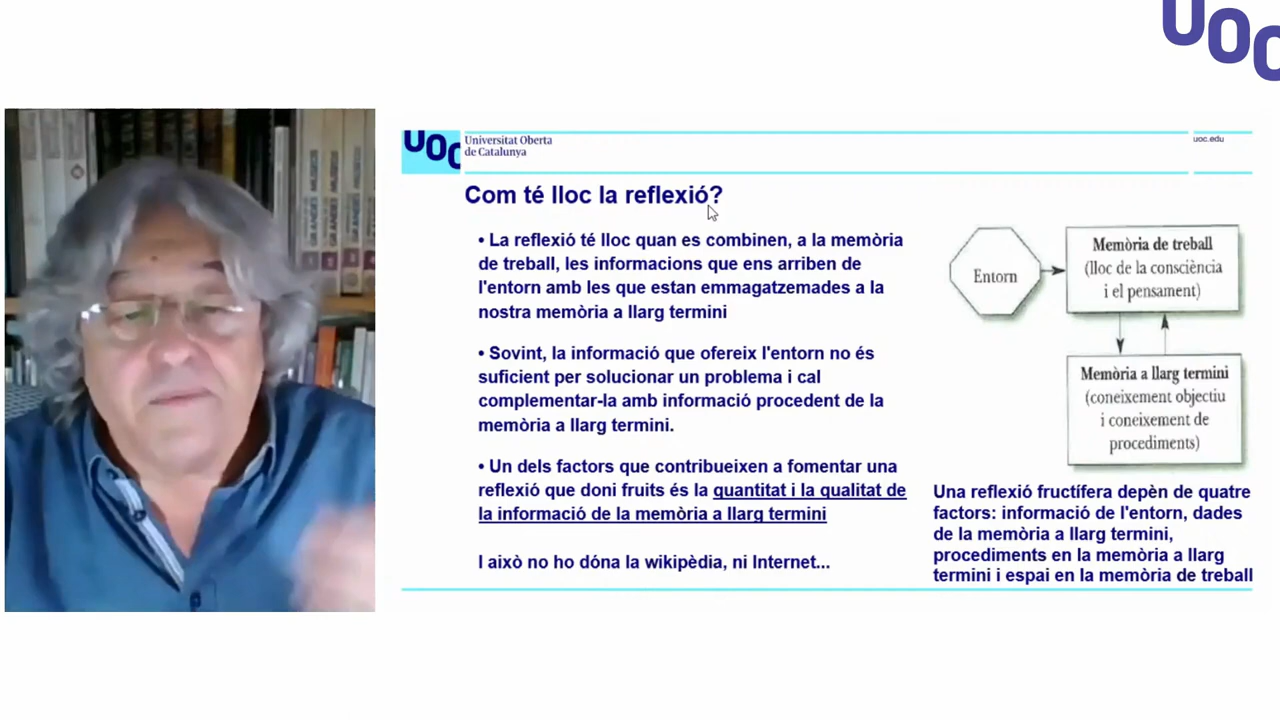 UOC
UOC
Universitat Oberta
de Catalunya
uoc.edu
Com té lloc la reflexió?
• La reflexió té lloc quan es combinen, a la memòria
de treball, les informacions que ens arriben de
l'entorn amb les que estan emmagatzemades a la
nostra memòria a llarg termini
• Sovint, la informació que ofereix l'entorn no és
suficient per solucionar un problema i cal
complementar-la amb informació procedent de la
memòria a llarg termini.
• Un dels factors que contribueixen a fomentar una
reflexió que doni fruits és la quantitat i la qualitat de
la informació de la memòria a llarg termini
I això no ho dóna la wikipèdia, ni Internet...
Entorn
Memòria de treball
(lloc de la consciència
i el pensament)
Memòria a llarg termini
(coneixement objectiu
i coneixement de
procediments)
Una reflexió fructífera depèn de quatre
factors: informació de l'entorn, dades
de la memòria a llarg termini,
procediments en la memòria a llarg
termini i espai en la memòria de treball